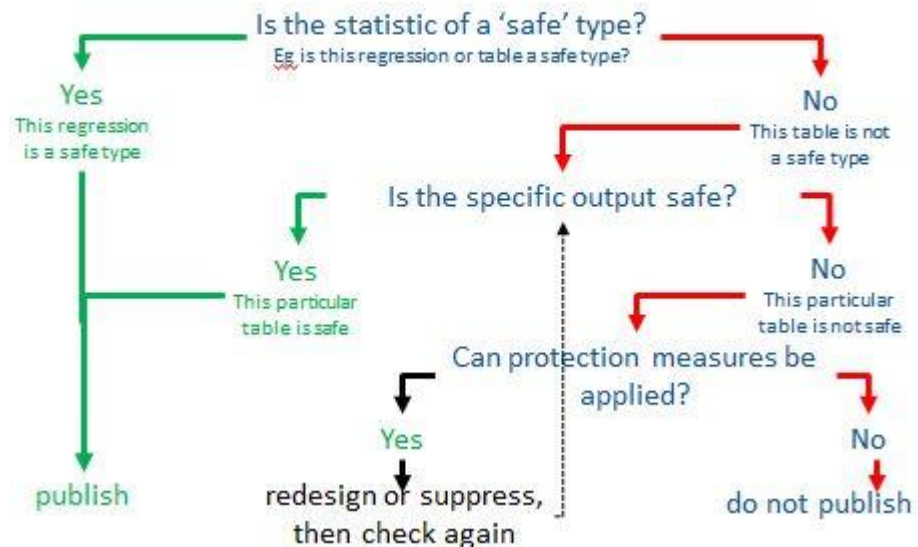 Is the statistic of a ‘safe’ type?
Eg is this regression or table a safe type?
Yes
This regression
is a safe type
No
This table is not
a safe type
Is the specific output safe?
Yes
This particular
table is safe
No
This particular
table is not safe
Can protection measures be
applied?
Yes
No
publish
redesign or suppress,
then check again
do not publish